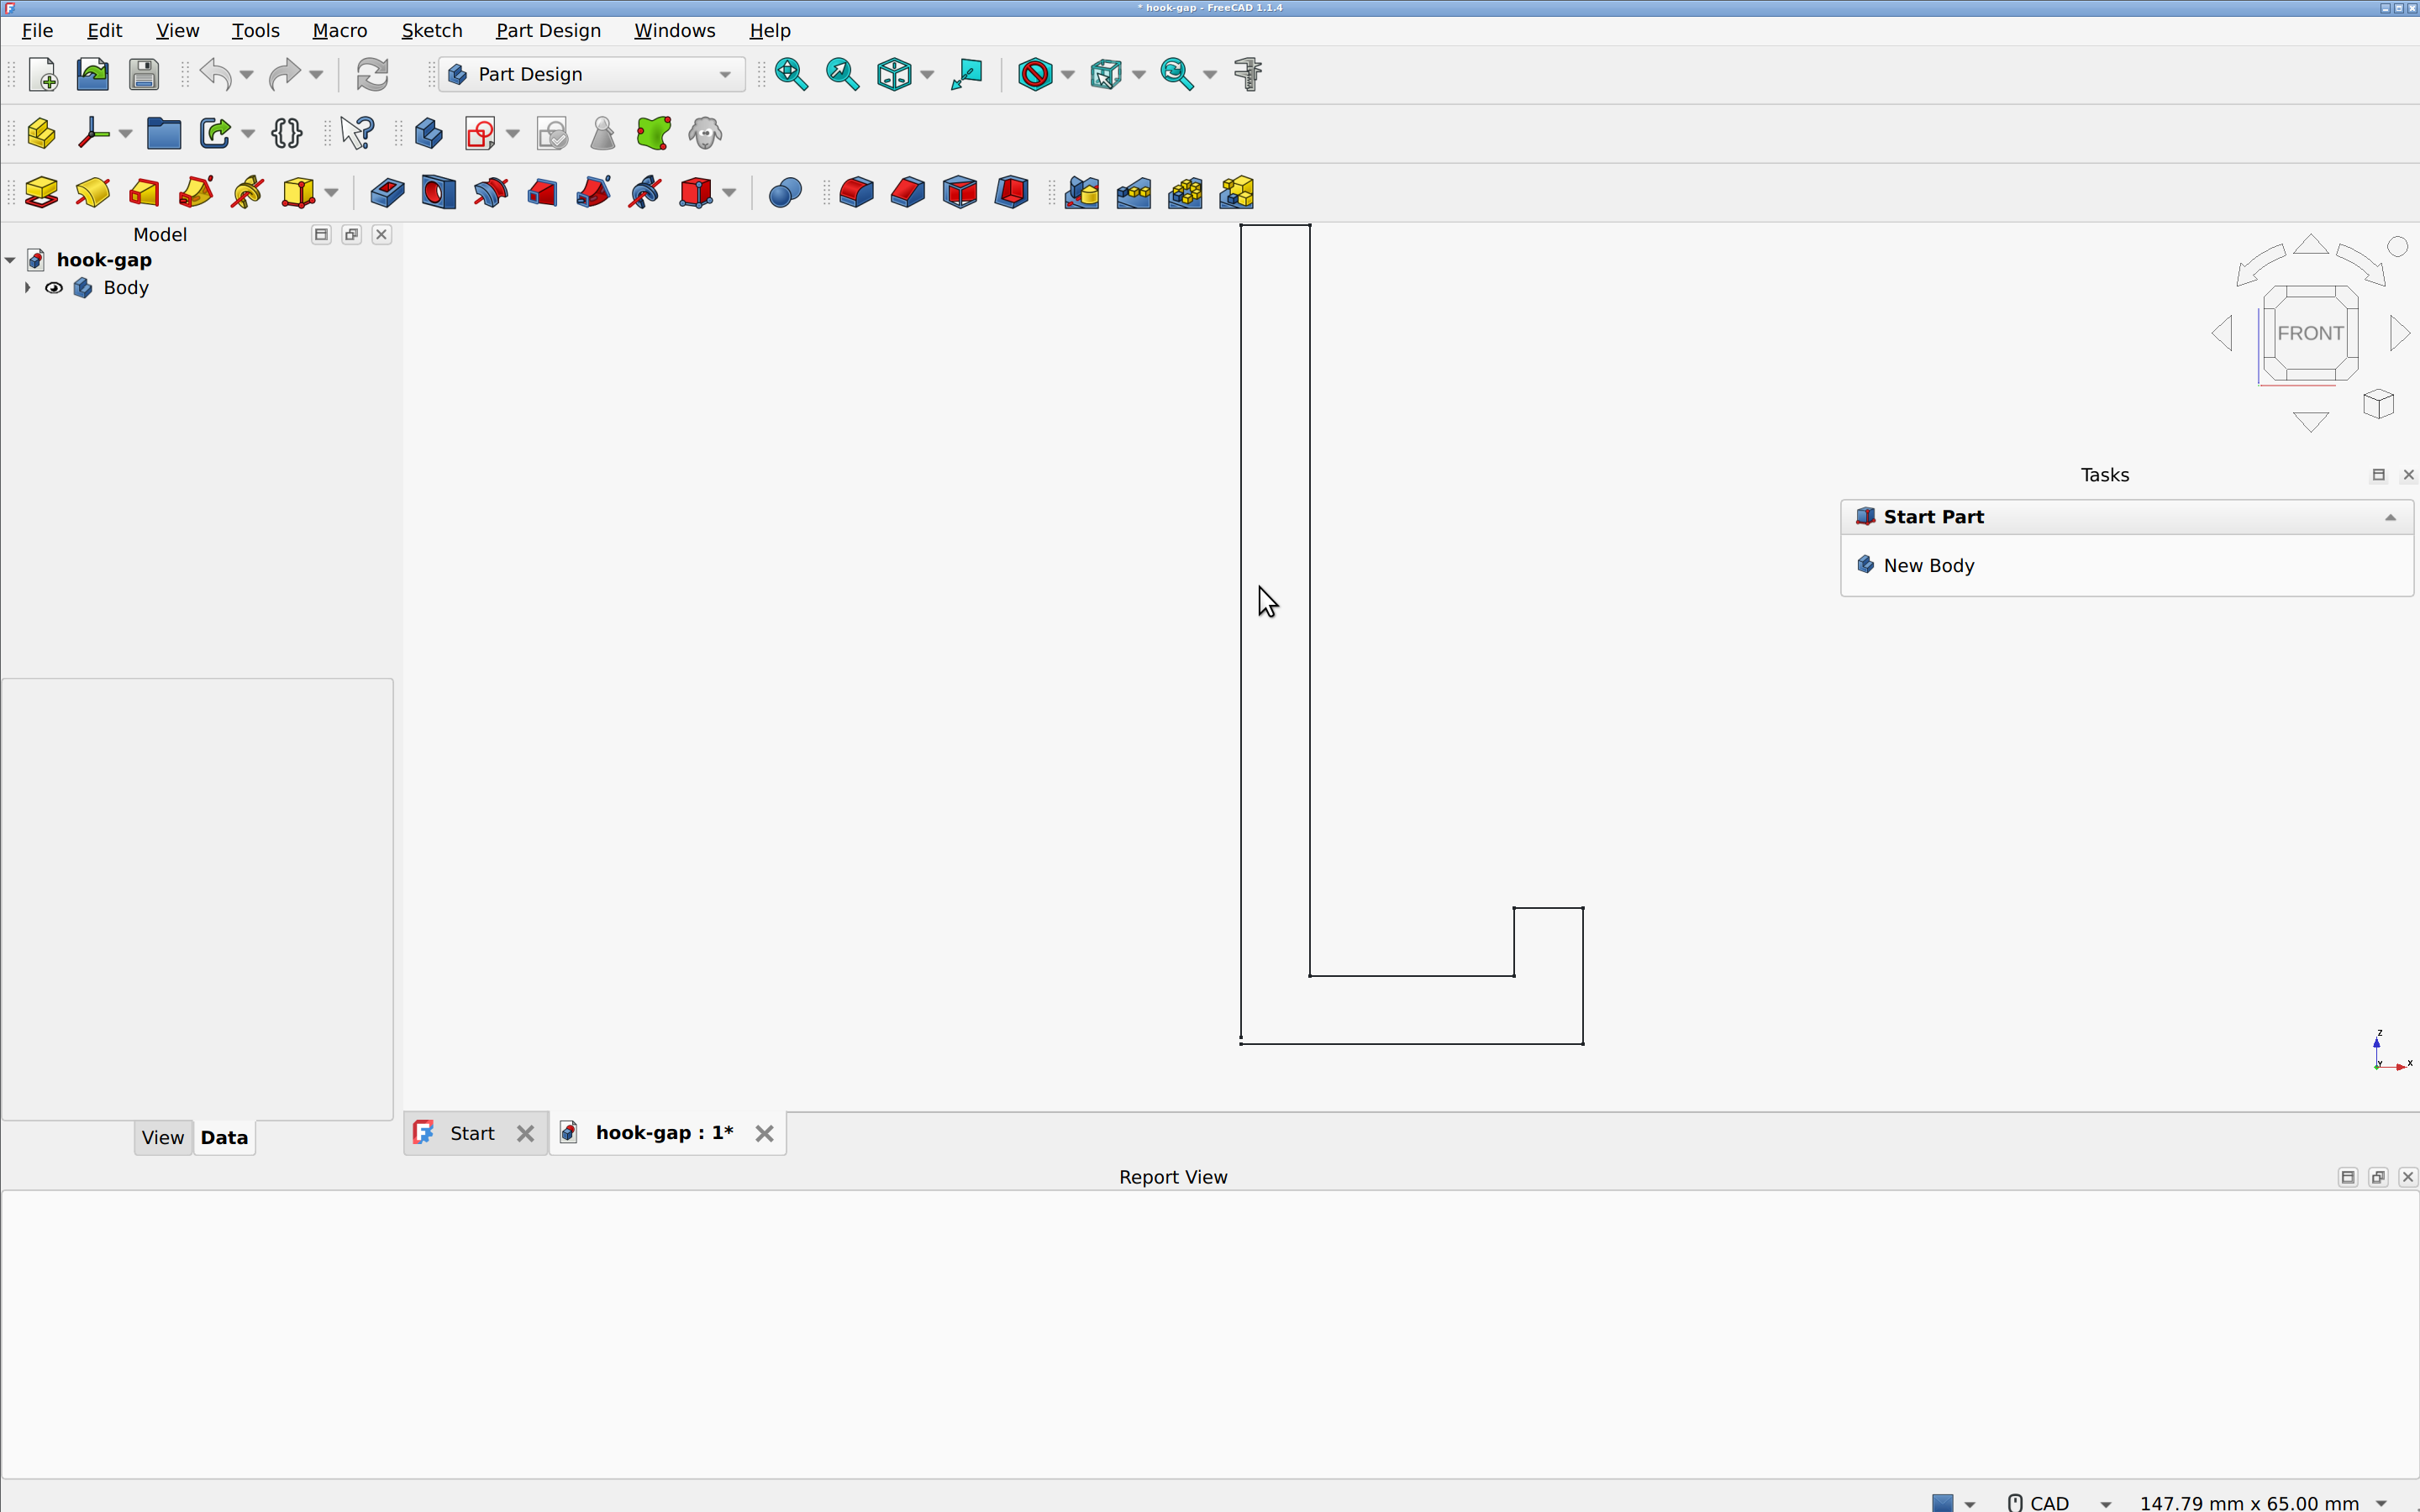 * hook-gap - FreeCAD 1.1.4
File Edit View Tools Macro Sketch Part Design Windows Help
Part Design
Model
hook-gap
Body
FRONT
Tasks
Start Part
New Body
z
Y
x
View Data
Start
hook-gap : 1*
Report View
CAD
147.79 mm x 65.00 mm